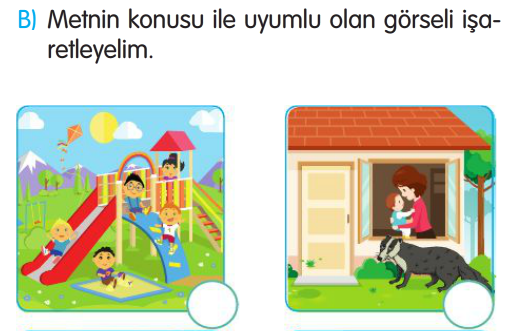 B) Metnin konusu ile uyumlu olan görseli işa-
retleyelim.